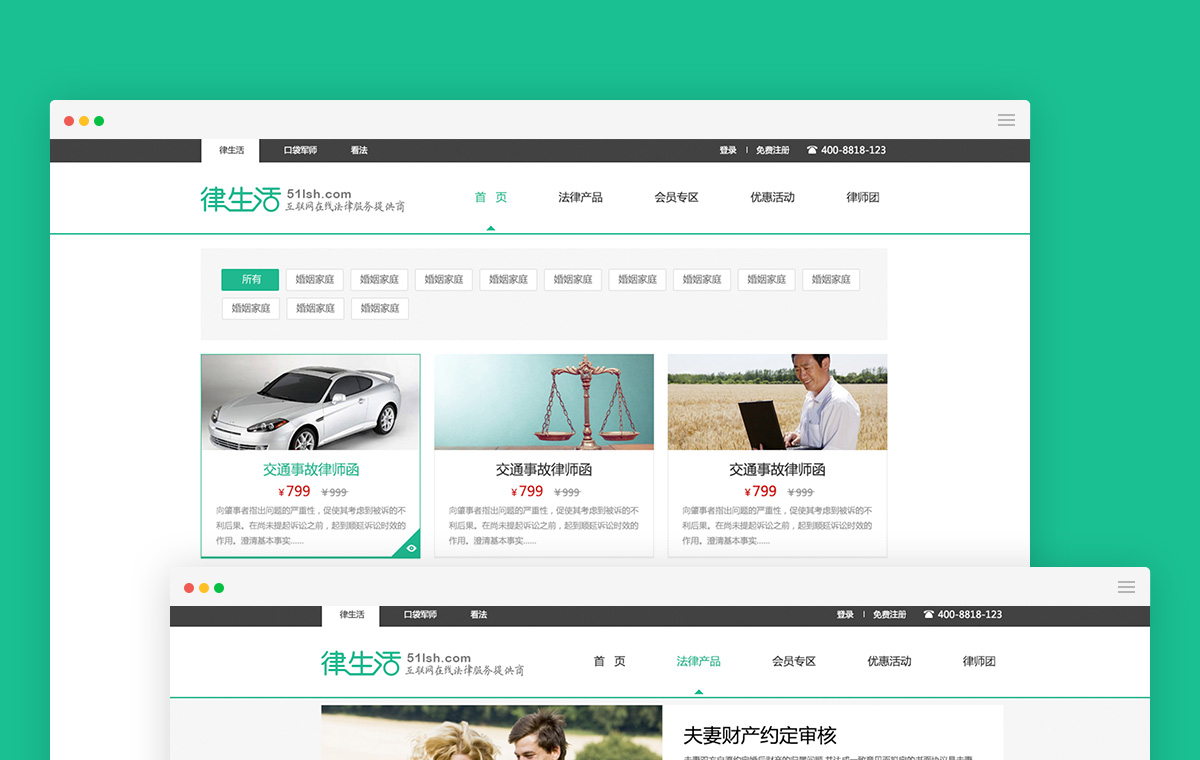 律生活 口袋军师 看法 登录 | 免费注册 ☎ 400-8818-123
律生活 51lsh.com 互联网在线法律服务提供商
首 页 法律产品 会员专区 优惠活动 律师团
所有 婚姻家庭 婚姻家庭 婚姻家庭 婚姻家庭 婚姻家庭 婚姻家庭 婚姻家庭 婚姻家庭 婚姻家庭
婚姻家庭 婚姻家庭 婚姻家庭
交通事故律师函
¥799 ¥999
向肇事者指出问题的严重性，促使其考虑到被诉的不
利后果。在尚未提起诉讼之前，起到顺延诉讼时效的
作用。澄清基本事实......
交通事故律师函
¥799 ¥999
向肇事者指出问题的严重性，促使其考虑到被诉的不
利后果。在尚未提起诉讼之前，起到顺延诉讼时效的
作用。澄清基本事实......
交通事故律师函
¥799 ¥999
向肇事者指出问题的严重性，促使其考虑到被诉的不
利后果。在尚未提起诉讼之前，起到顺延诉讼时效的
作用。澄清基本事实......
律生活 口袋军师 看法 登录 | 免费注册 ☎ 400-8818-123
律生活 51lsh.com 互联网在线法律服务提供商
首 页 法律产品 会员专区 优惠活动 律师团
夫妻财产约定审核